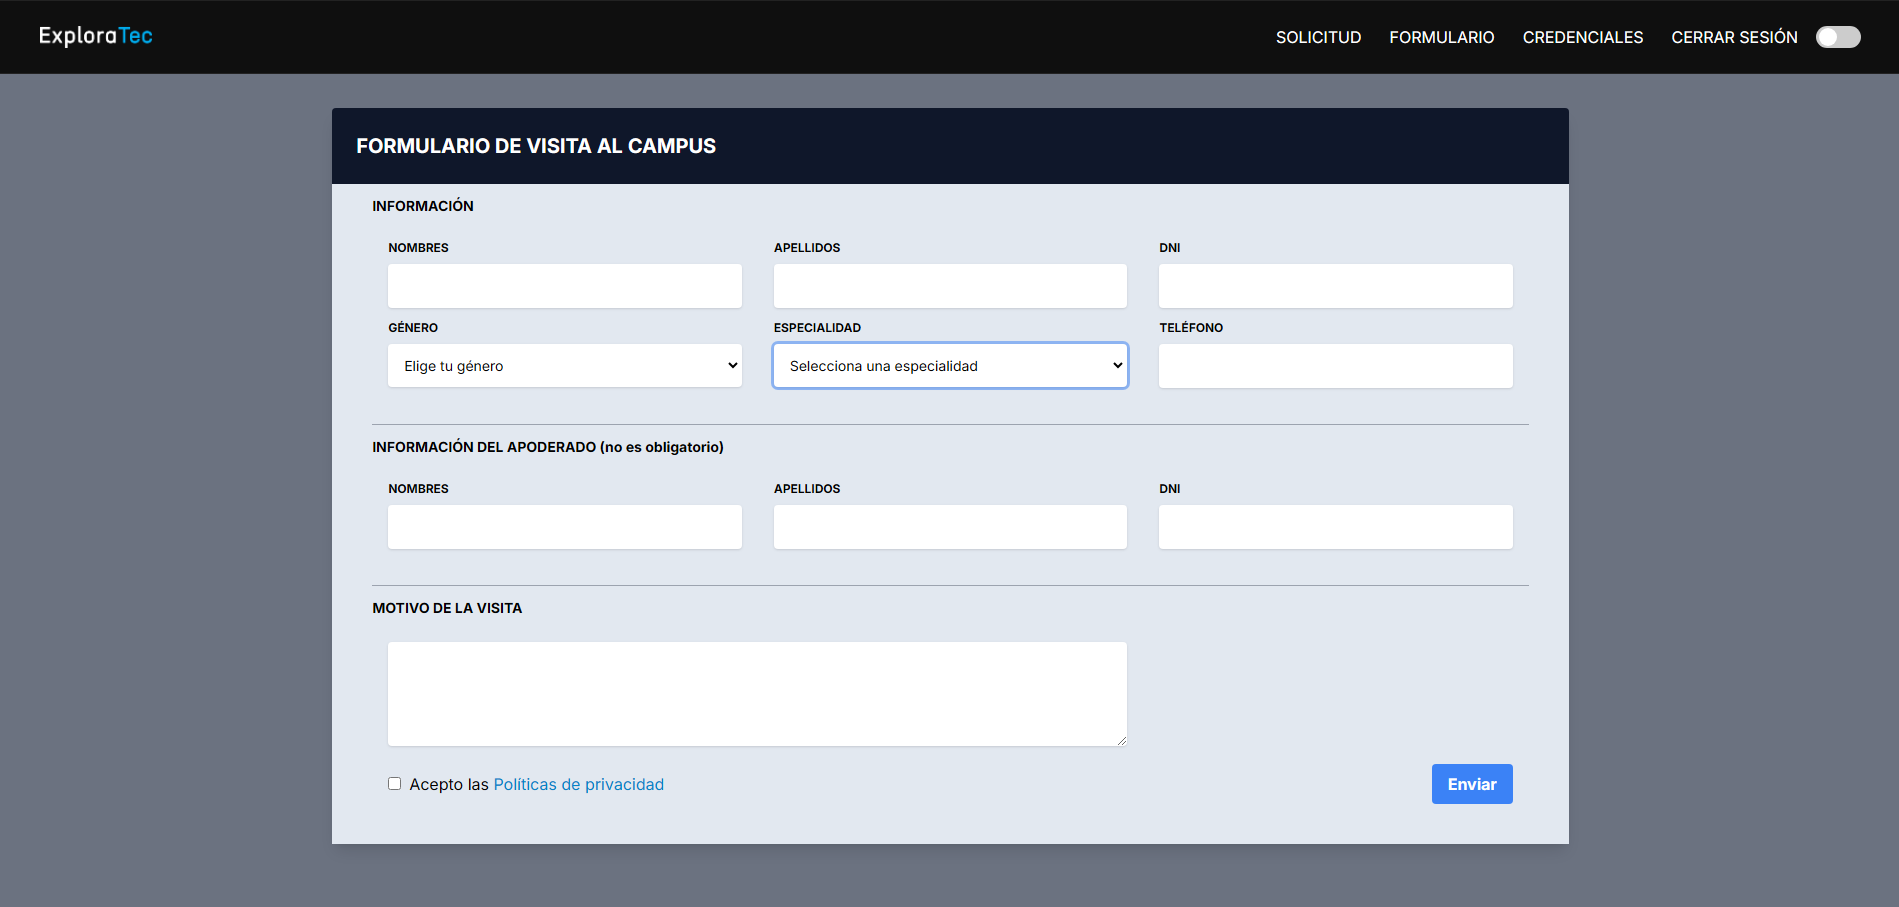 ExploraTec
SOLICITUD FORMULARIO CREDENCIALES CERRAR SESIÓN
FORMULARIO DE VISITA AL CAMPUS
INFORMACIÓN
NOMBRES APELLIDOS DNI
GÉNERO ESPECIALIDAD TELÉFONO
Elige tu género Selecciona una especialidad
INFORMACIÓN DEL APODERADO (no es obligatorio)
NOMBRES APELLIDOS DNI
MOTIVO DE LA VISITA
Acepto las Políticas de privacidad Enviar